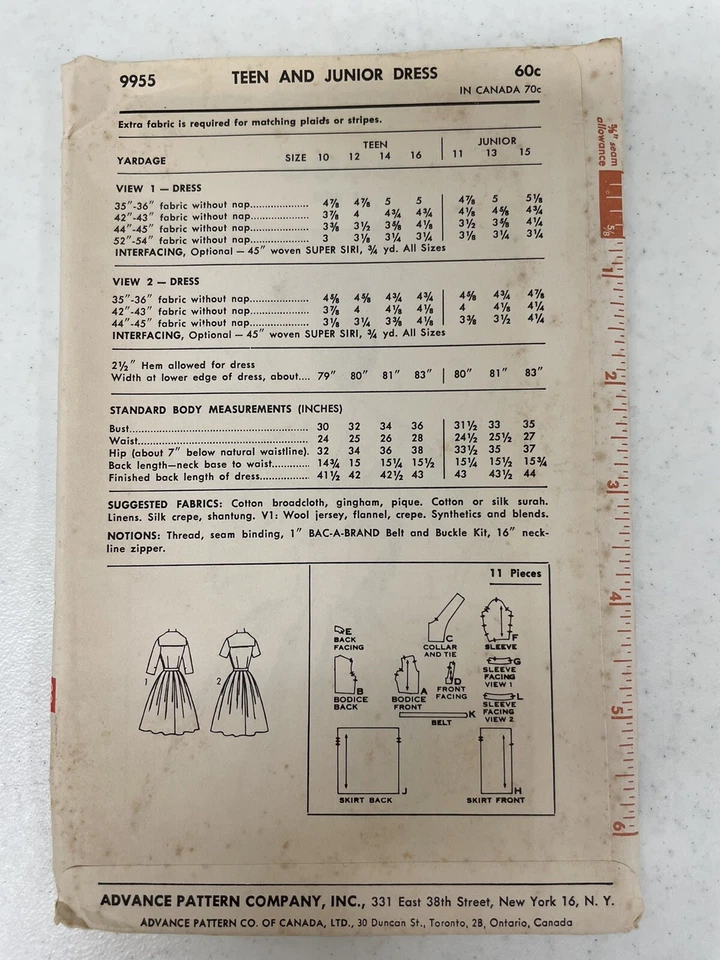 9955 TEEN AND JUNIOR DRESS 60c
IN CANADA 70c
Extra fabric is required for matching plaids or stripes.
TEEN JUNIOR
YARDAGE SIZE 10 12 14 16 11 13 15
VIEW 1 — DRESS
35"-36" fabric without nap 4⅞ 4⅞ 5 5 4⅞ 5 5⅛
42"-43" fabric without nap 3⅞ 4 4¾ 4¾ 4⅛ 4⅝ 4¾
44"-45" fabric without nap 3⅜ 3½ 3⅝ 4⅛ 3½ 3⅝ 4¼
52"-54" fabric without nap 3 3⅛ 3¼ 3¼ 3⅛ 3¼ 3¼
INTERFACING, Optional — 45" woven SUPER SIRI, ¾ yd. All Sizes
VIEW 2 — DRESS
35"-36" fabric without nap 4⅝ 4⅝ 4¾ 4¾ 4⅝ 4¾ 4⅞
42"-43" fabric without nap 3⅞ 4 4⅛ 4⅛ 4 4⅛ 4¼
44"-45" fabric without nap 3⅛ 3¼ 3⅜ 4⅛ 3⅜ 3½ 4¼
INTERFACING, Optional — 45" woven SUPER SIRI, ¾ yd. All Sizes
2½" Hem allowed for dress
Width at lower edge of dress, about.... 79" 80" 81" 83" 80" 81" 83"
STANDARD BODY MEASUREMENTS (INCHES)
Bust 30 32 34 36 31½ 33 35
Waist 24 25 26 28 24½ 25½ 27
Hip (about 7" below natural waistline). 32 34 36 38 33½ 35 37
Back length—neck base to waist 14¾ 15 15¼ 15½ 15¼ 15½ 15¾
Finished back length of dress 41½ 42 42½ 43 43 43½ 44
SUGGESTED FABRICS: Cotton broadcloth, gingham, pique. Cotton or silk surah.
Linens. Silk crepe, shantung. V1: Wool jersey, flannel, crepe. Synthetics and blends.
NOTIONS: Thread, seam binding, 1" BAC-A-BRAND Belt and Buckle Kit, 16" neck-
line zipper.
11 Pieces
1 2
E
BACK
FACING
C
COLLAR
AND TIE
F
SLEEVE
B
BODICE
BACK
A
BODICE
FRONT
D
FRONT
FACING
G
SLEEVE
FACING
VIEW 1
L
SLEEVE
FACING
VIEW 2
K
BELT
J
SKIRT BACK
H
SKIRT FRONT
⅝" seam
allowance
⅝
1
2
3
4
5
6
ADVANCE PATTERN COMPANY, INC., 331 East 38th Street, New York 16, N. Y.
ADVANCE PATTERN CO. OF CANADA, LTD., 30 Duncan St., Toronto, 2B, Ontario, Canada